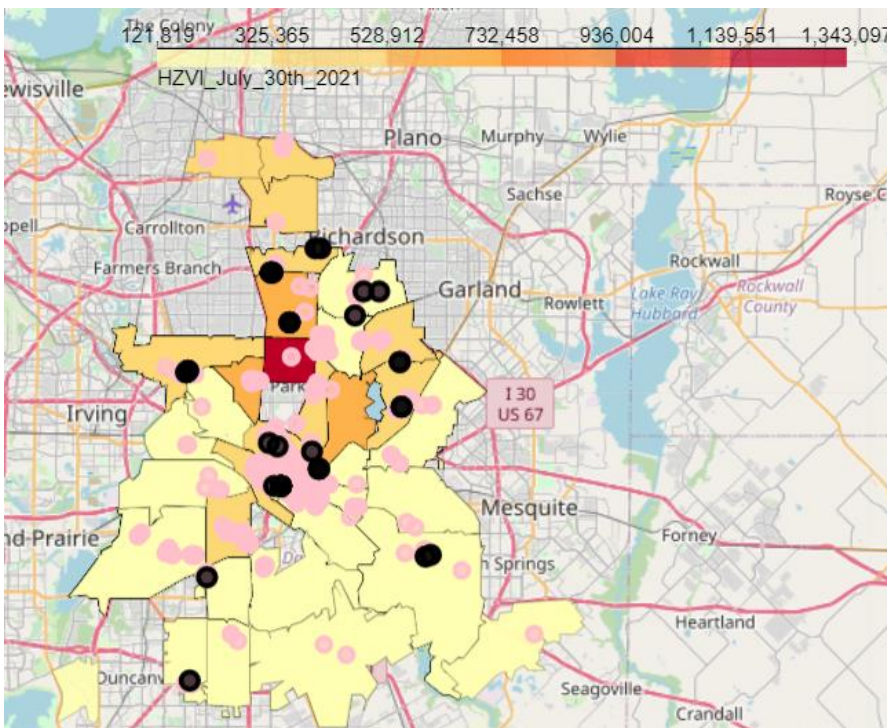 The Colony
121,819 325,365 528,912 732,458 936,004 1,139,551 1,343,097
HZVI_July_30th_2021
ewisville
Plano
Murphy
Wylie
Sachse
Royse C
ppell
Carrollton
Richardson
Farmers Branch
Rockwall
Garland
Rowlett
Lake Ray
Hubbard
Rockwall
County
Park
Irving
I 30
US 67
Mesquite
nd-Prairie
Forney
n Springs
De
Heartland
Duncanv
Seagoville
Crandall